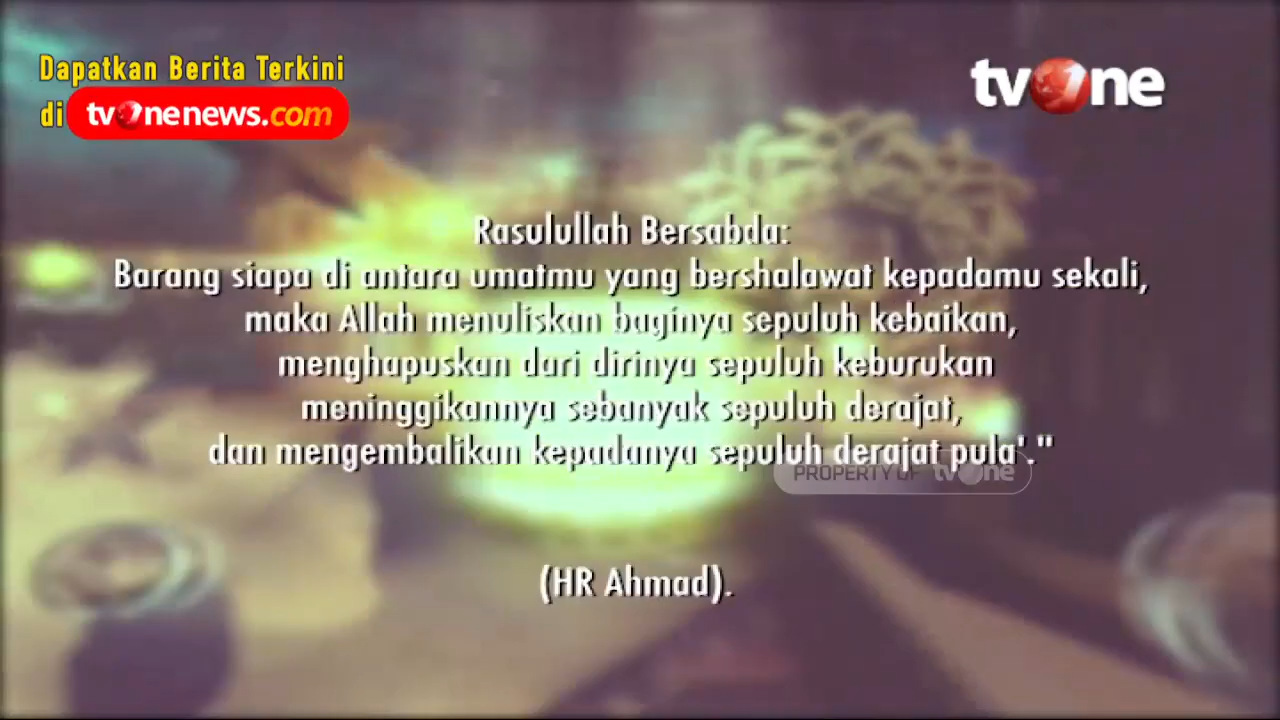 Dapatkan Berita Terkini
di tvOnenews.com
tvOne
Rasulullah Bersabda:
Barang siapa di antara umatmu yang bershalawat kepadamu sekali,
maka Allah menuliskan baginya sepuluh kebaikan,
menghapuskan dari dirinya sepuluh keburukan
meninggikannya sebanyak sepuluh derajat,
dan mengembalikan kepadanya sepuluh derajat pula'."
PROPERTY OF tvOne
(HR Ahmad).